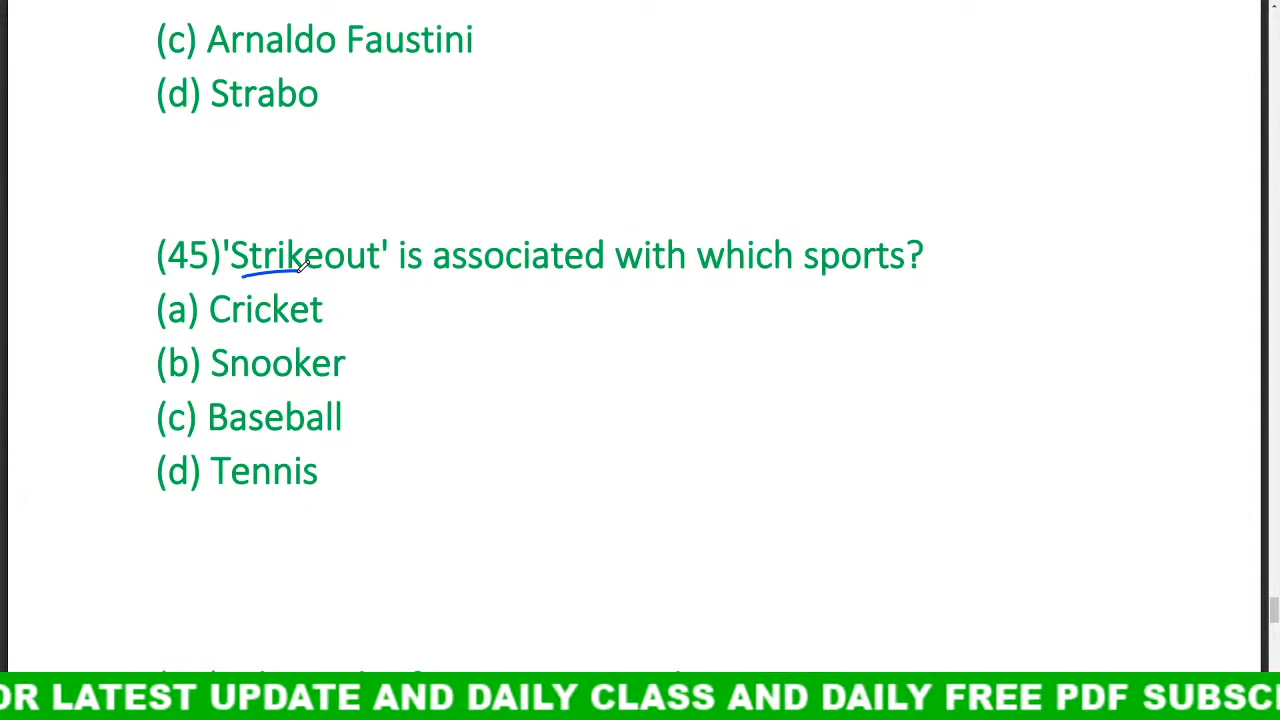 (c) Arnaldo Faustini
(d) Strabo
(45)'Strikeout' is associated with which sports?
(a) Cricket
(b) Snooker
(c) Baseball
(d) Tennis
OR LATEST UPDATE AND DAILY CLASS AND DAILY FREE PDF SUBSC